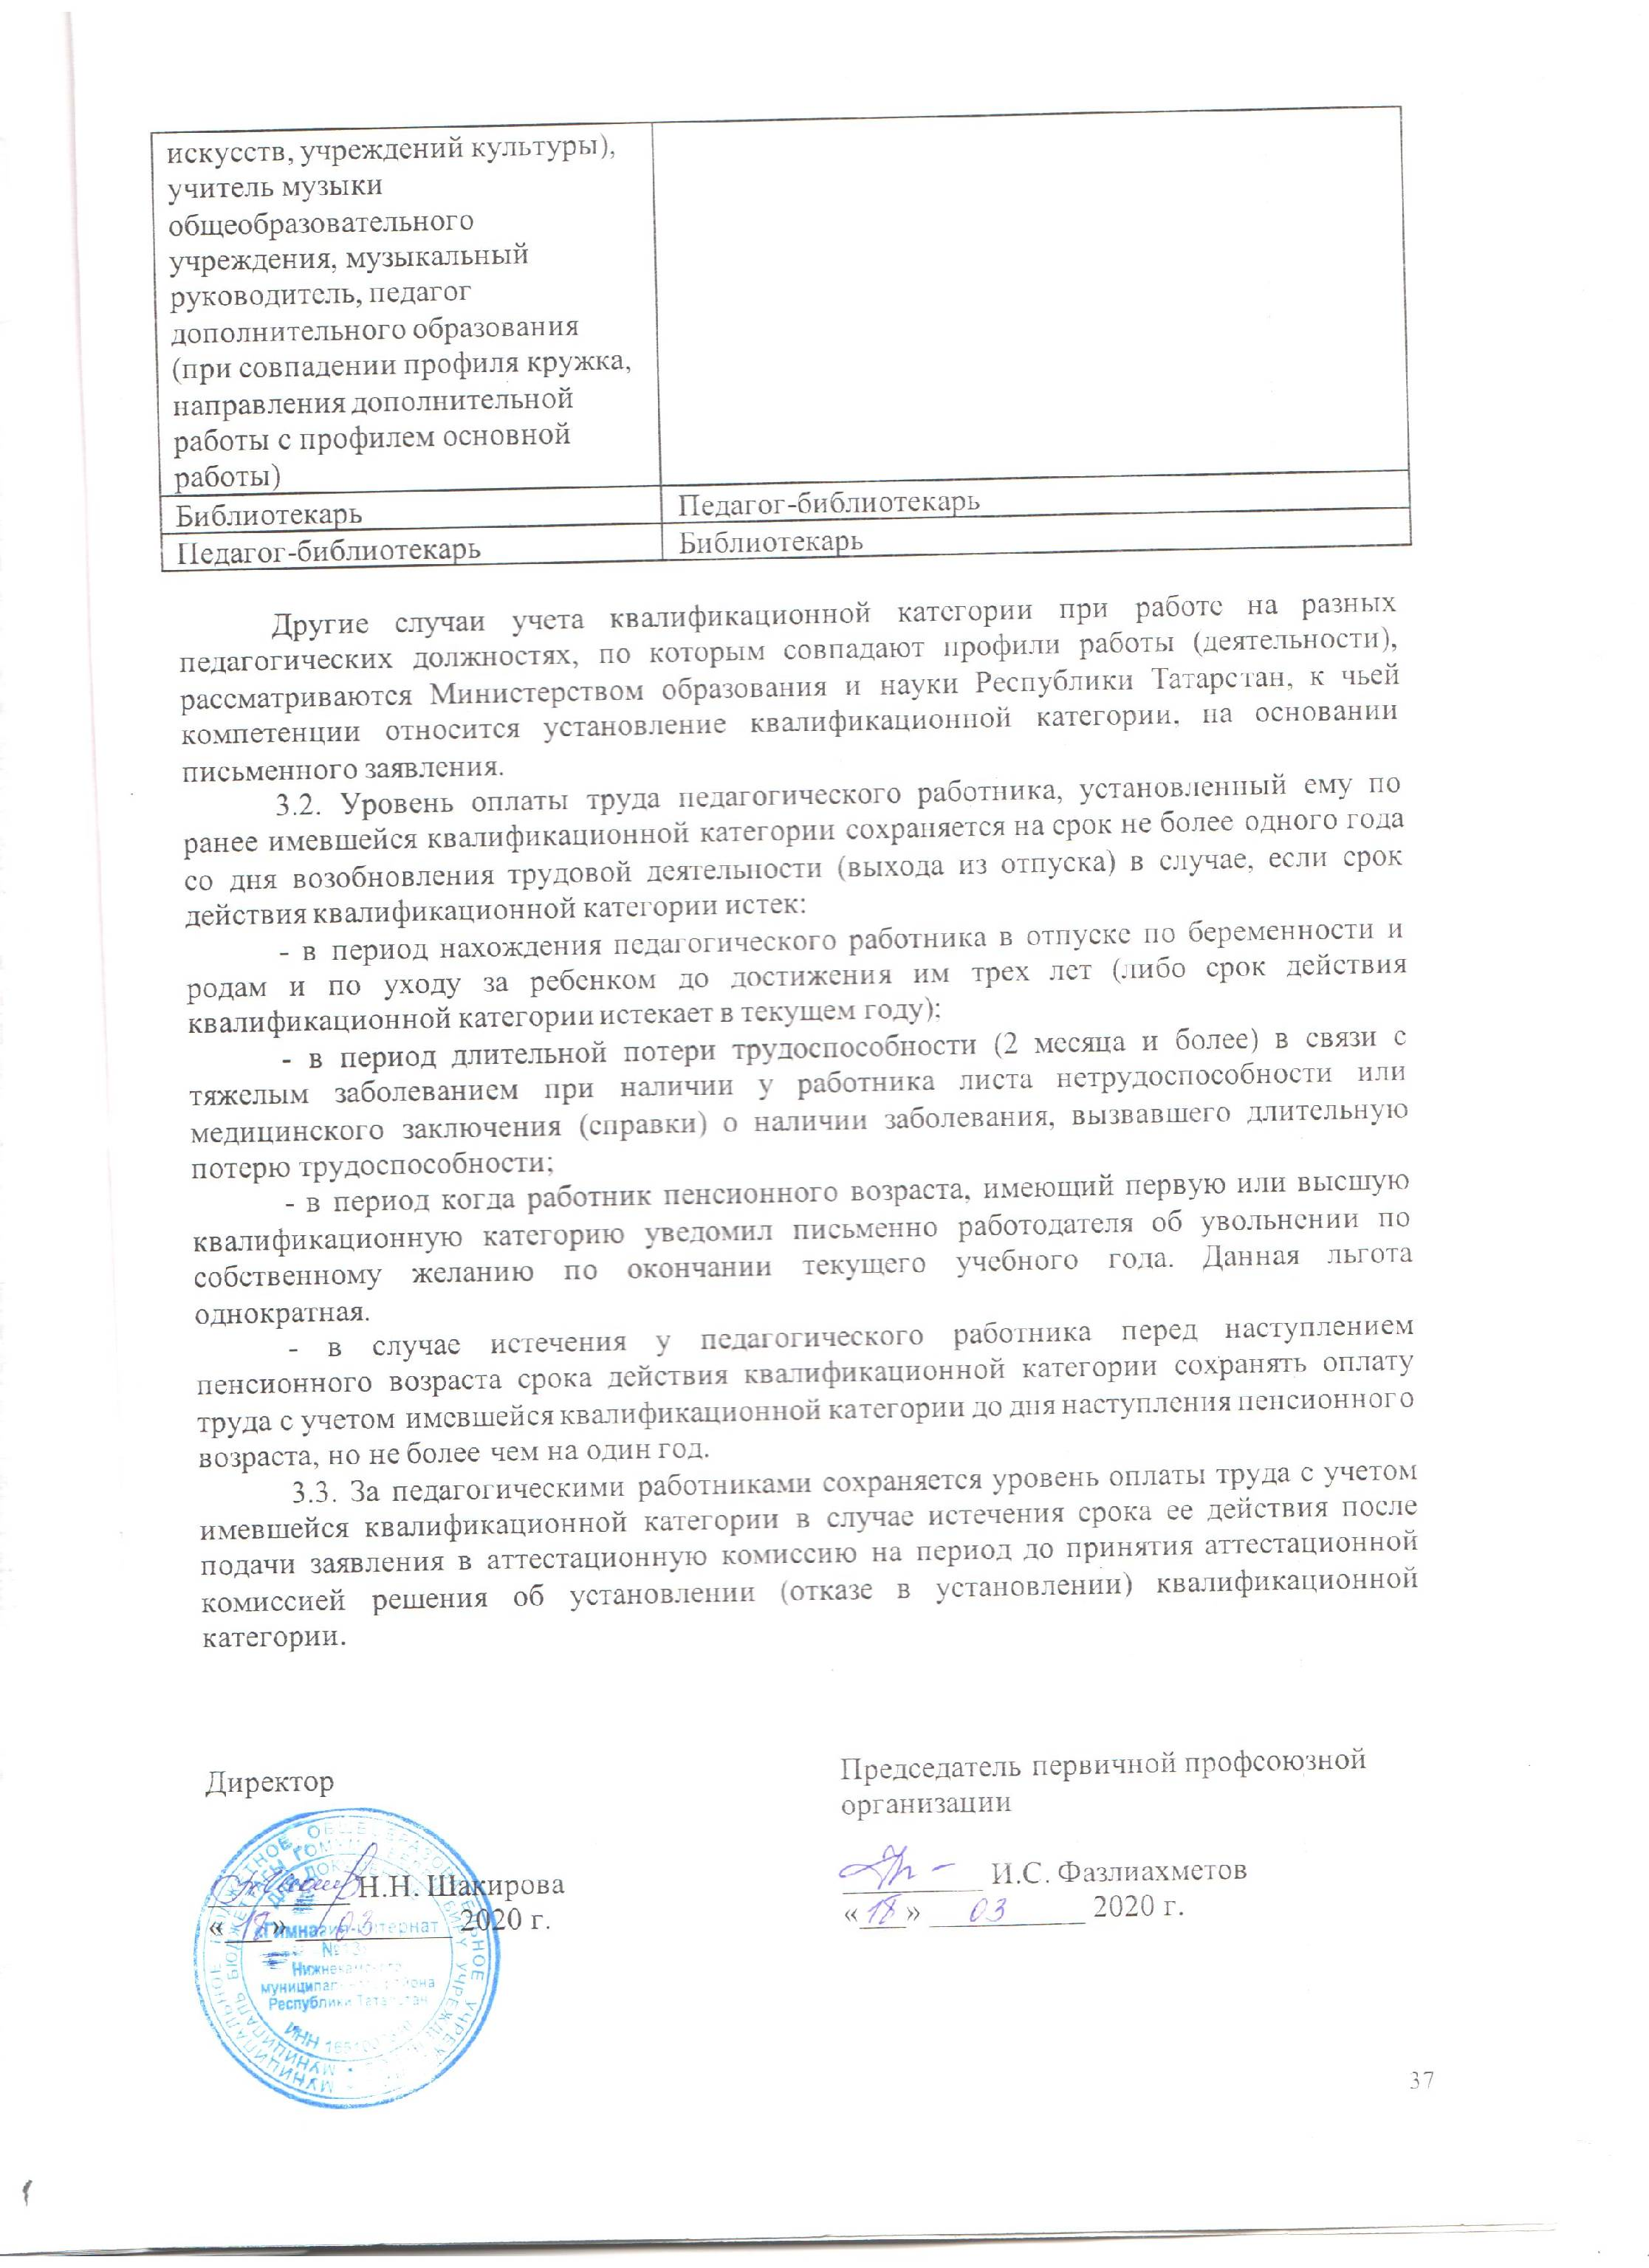 искусств, учреждений культуры),
учитель музыки
общеобразовательного
учреждения, музыкальный
руководитель, педагог
дополнительного образования
(при совпадении профиля кружка,
направления дополнительной
работы с профилем основной
работы)
Библиотекарь Педагог-библиотекарь
Педагог-библиотекарь Библиотекарь
Другие случаи учета квалификационной категории при работе на разных
педагогических должностях, по которым совпадают профили работы (деятельности),
рассматриваются Министерством образования и науки Республики Татарстан, к чьей
компетенции относится установление квалификационной категории, на основании
письменного заявления.
3.2. Уровень оплаты труда педагогического работника, установленный ему по
ранее имевшейся квалификационной категории сохраняется на срок не более одного года
со дня возобновления трудовой деятельности (выхода из отпуска) в случае, если срок
действия квалификационной категории истек:
- в период нахождения педагогического работника в отпуске по беременности и
родам и по уходу за ребенком до достижения им трех лет (либо срок действия
квалификационной категории истекает в текущем году);
- в период длительной потери трудоспособности (2 месяца и более) в связи с
тяжелым заболеванием при наличии у работника листа нетрудоспособности или
медицинского заключения (справки) о наличии заболевания, вызвавшего длительную
потерю трудоспособности;
- в период когда работник пенсионного возраста, имеющий первую или высшую
квалификационную категорию уведомил письменно работодателя об увольнении по
собственному желанию по окончании текущего учебного года. Данная льгота
однократная.
- в случае истечения у педагогического работника перед наступлением
пенсионного возраста срока действия квалификационной категории сохранять оплату
труда с учетом имевшейся квалификационной категории до дня наступления пенсионного
возраста, но не более чем на один год.
3.3. За педагогическими работниками сохраняется уровень оплаты труда с учетом
имевшейся квалификационной категории в случае истечения срока ее действия после
подачи заявления в аттестационную комиссию на период до принятия аттестационной
комиссией решения об установлении (отказе в установлении) квалификационной
категории.
Директор
Н.Н. Шакирова
« 18 » 03 2020 г.
Гимназия-интернат
Нижнекамского
муниципального района
Республики Татарстан
ИНН
Председатель первичной профсоюзной
организации
И.С. Фазлиахметов
« 18 » 03 2020 г.
37